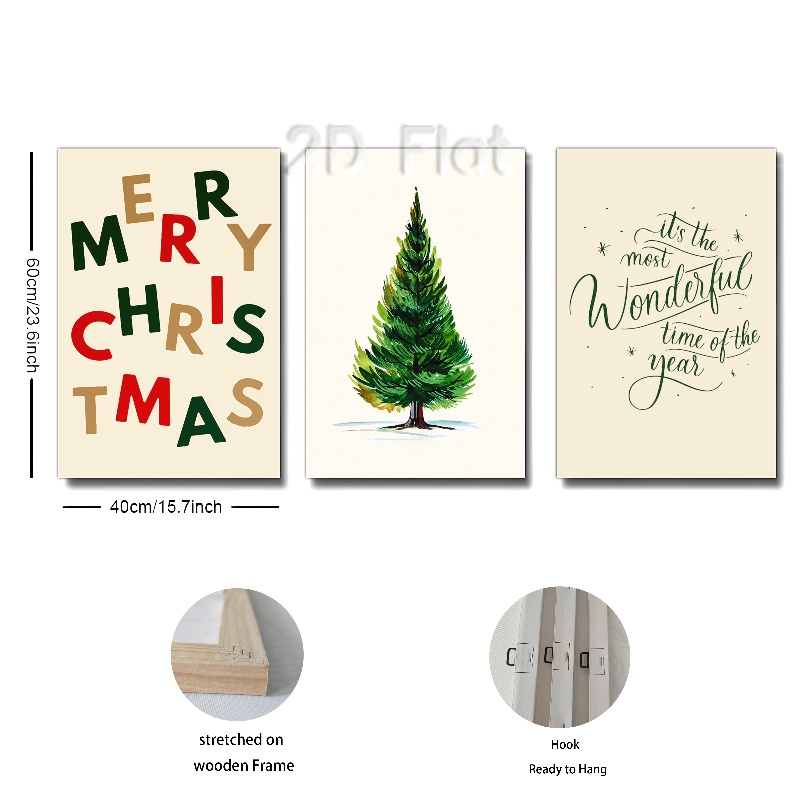 2D Flat
MERRY
CHRIS
TMAS
it's the
most
Wonderful
time of the
year
60cm/23.6inch
40cm/15.7inch
stretched on
wooden Frame
Hook
Ready to Hang